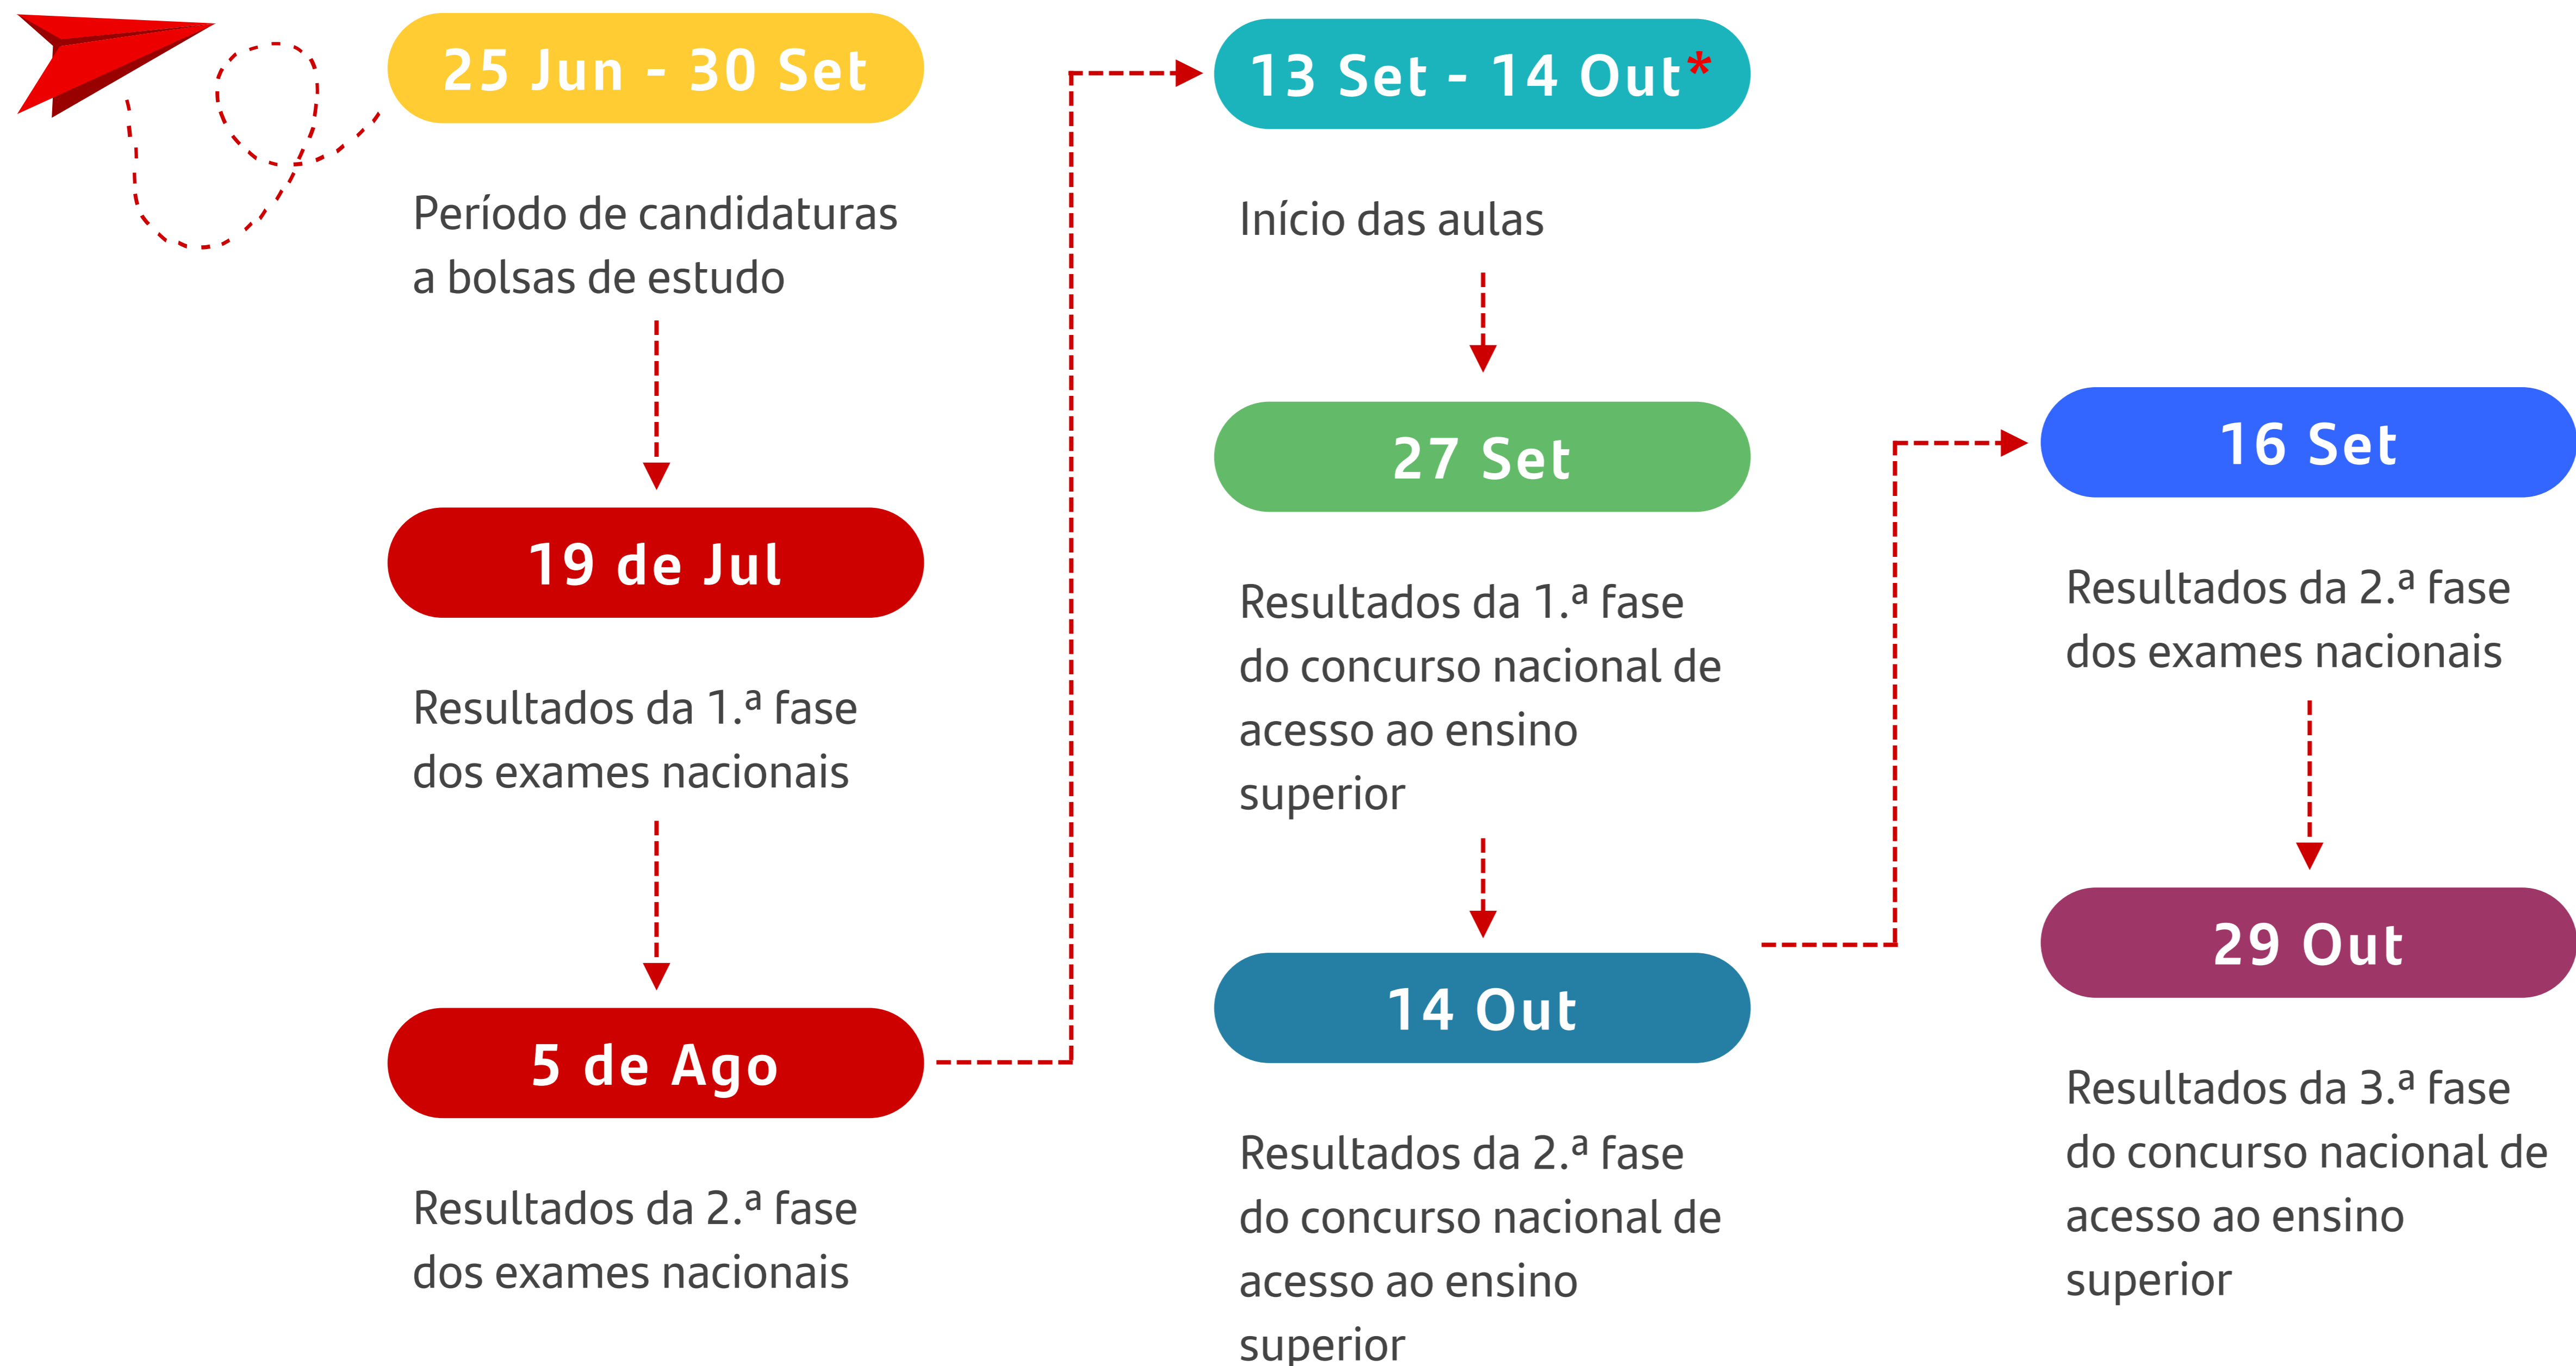 25 Jun - 30 Set
Período de candidaturas
a bolsas de estudo
19 de Jul
Resultados da 1.ª fase
dos exames nacionais
5 de Ago
Resultados da 2.ª fase
dos exames nacionais
13 Set - 14 Out*
Início das aulas
27 Set
Resultados da 1.ª fase
do concurso nacional de
acesso ao ensino
superior
14 Out
Resultados da 2.ª fase
do concurso nacional de
acesso ao ensino
superior
16 Set
Resultados da 2.ª fase
dos exames nacionais
29 Out
Resultados da 3.ª fase
do concurso nacional de
acesso ao ensino
superior